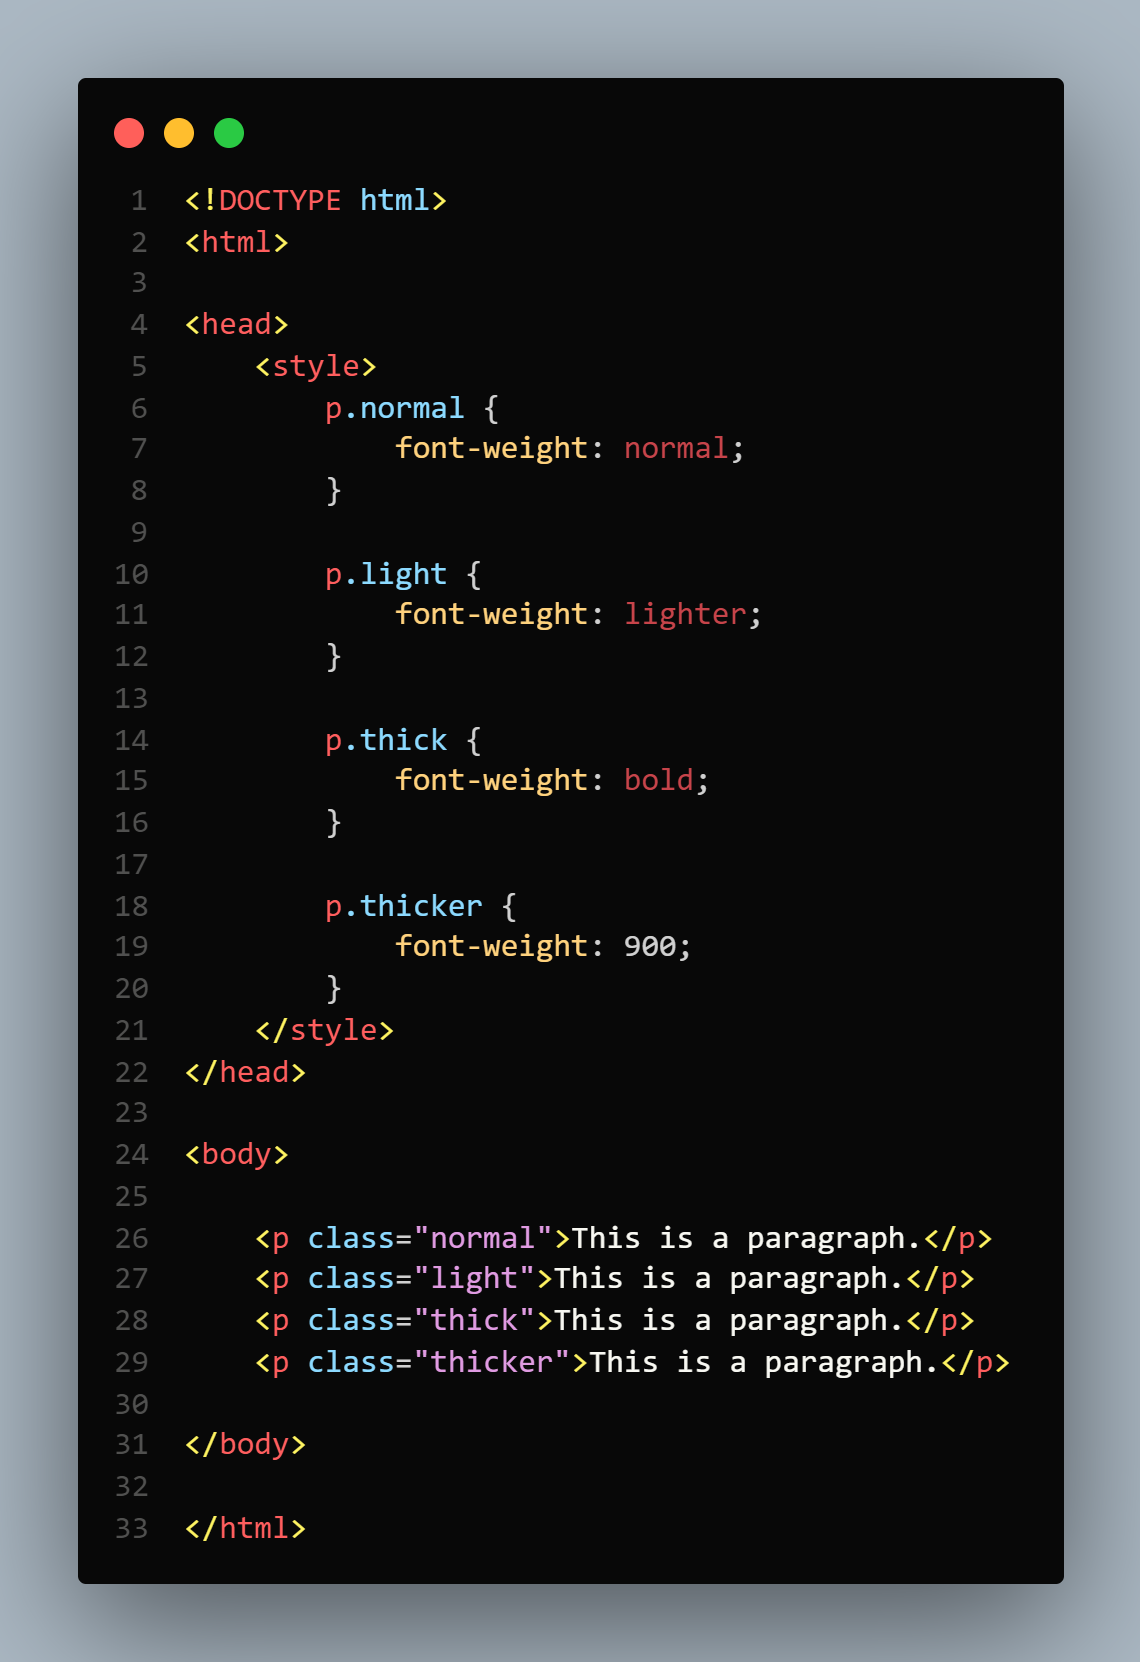 1 <!DOCTYPE html>
2 <html>
3
4 <head>
5     <style>
6         p.normal {
7             font-weight: normal;
8         }
9
10         p.light {
11             font-weight: lighter;
12         }
13
14         p.thick {
15             font-weight: bold;
16         }
17
18         p.thicker {
19             font-weight: 900;
20         }
21     </style>
22 </head>
23
24 <body>
25
26     <p class="normal">This is a paragraph.</p>
27     <p class="light">This is a paragraph.</p>
28     <p class="thick">This is a paragraph.</p>
29     <p class="thicker">This is a paragraph.</p>
30
31 </body>
32
33 </html>